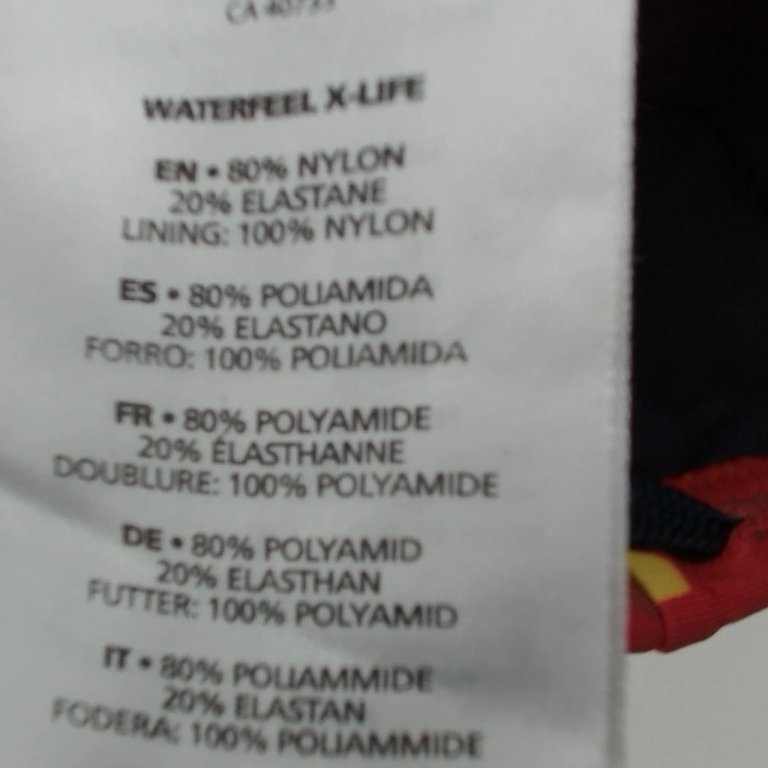 CA 40733
WATERFEEL X-LIFE
EN • 80% NYLON
20% ELASTANE
LINING: 100% NYLON
ES • 80% POLIAMIDA
20% ELASTANO
FORRO: 100% POLIAMIDA
FR • 80% POLYAMIDE
20% ÉLASTHANNE
DOUBLURE: 100% POLYAMIDE
DE • 80% POLYAMID
20% ELASTHAN
FUTTER: 100% POLYAMID
IT • 80% POLIAMMIDE
20% ELASTAN
FODERA: 100% POLIAMMIDE